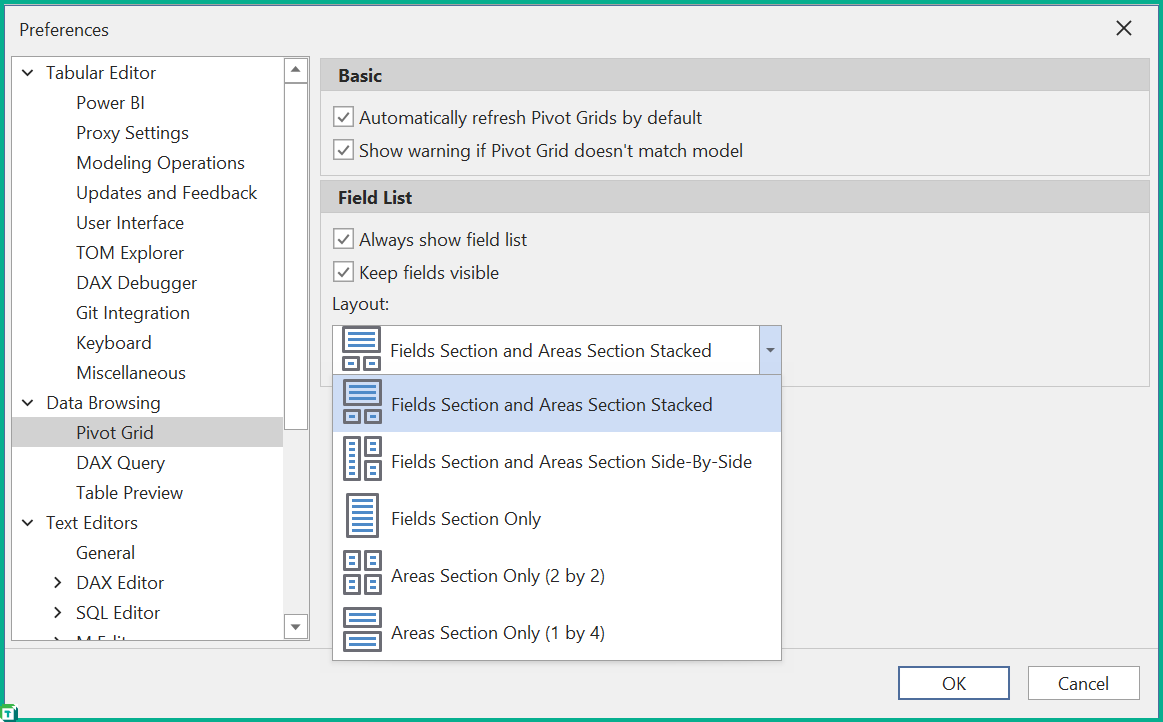 Preferences
Tabular Editor
Power BI
Proxy Settings
Modeling Operations
Updates and Feedback
User Interface
TOM Explorer
DAX Debugger
Git Integration
Keyboard
Miscellaneous
Data Browsing
Pivot Grid
DAX Query
Table Preview
Text Editors
General
DAX Editor
SQL Editor
Basic
Automatically refresh Pivot Grids by default
Show warning if Pivot Grid doesn't match model
Field List
Always show field list
Keep fields visible
Layout:
Fields Section and Areas Section Stacked
Fields Section and Areas Section Stacked
Fields Section and Areas Section Side-By-Side
Fields Section Only
Areas Section Only (2 by 2)
Areas Section Only (1 by 4)
OK
Cancel